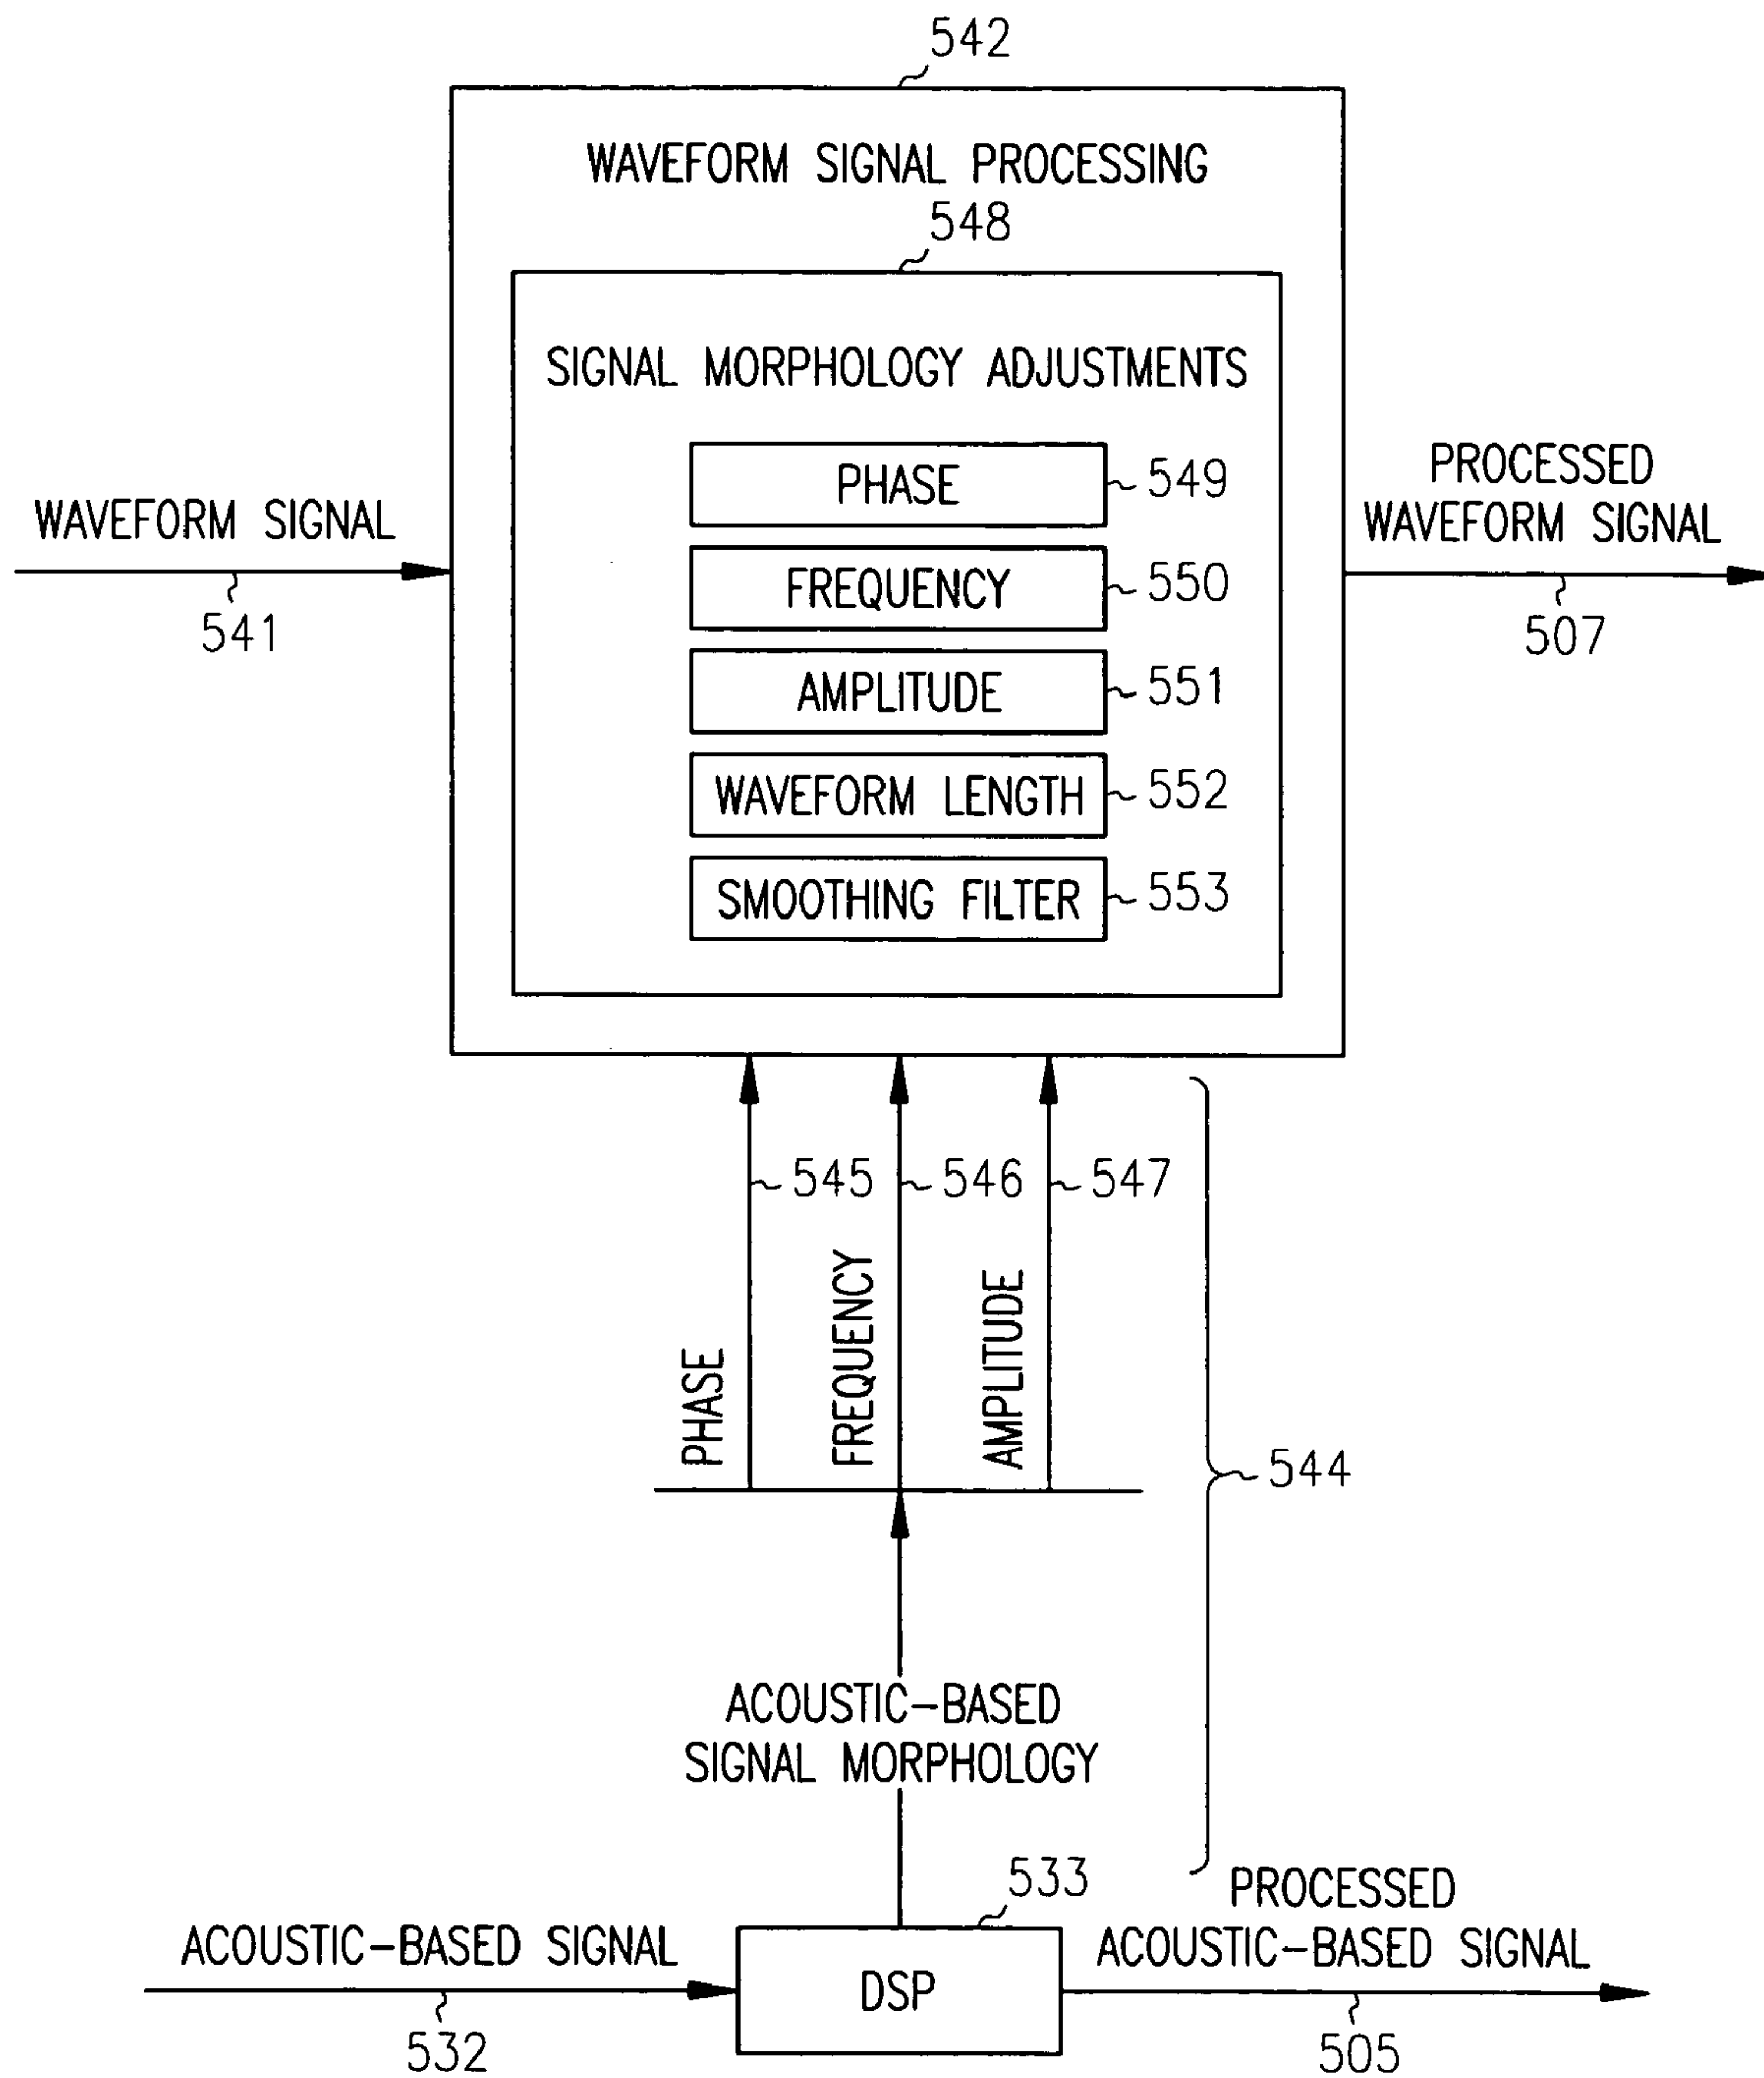 542
WAVEFORM SIGNAL PROCESSING
548
SIGNAL MORPHOLOGY ADJUSTMENTS
PHASE 549
FREQUENCY 550
AMPLITUDE 551
WAVEFORM LENGTH 552
SMOOTHING FILTER 553
WAVEFORM SIGNAL
541
PROCESSED
WAVEFORM SIGNAL
507
545 546 547
PHASE
FREQUENCY
AMPLITUDE
544
ACOUSTIC-BASED
SIGNAL MORPHOLOGY
533
ACOUSTIC-BASED SIGNAL
532
DSP
PROCESSED
ACOUSTIC-BASED SIGNAL
505